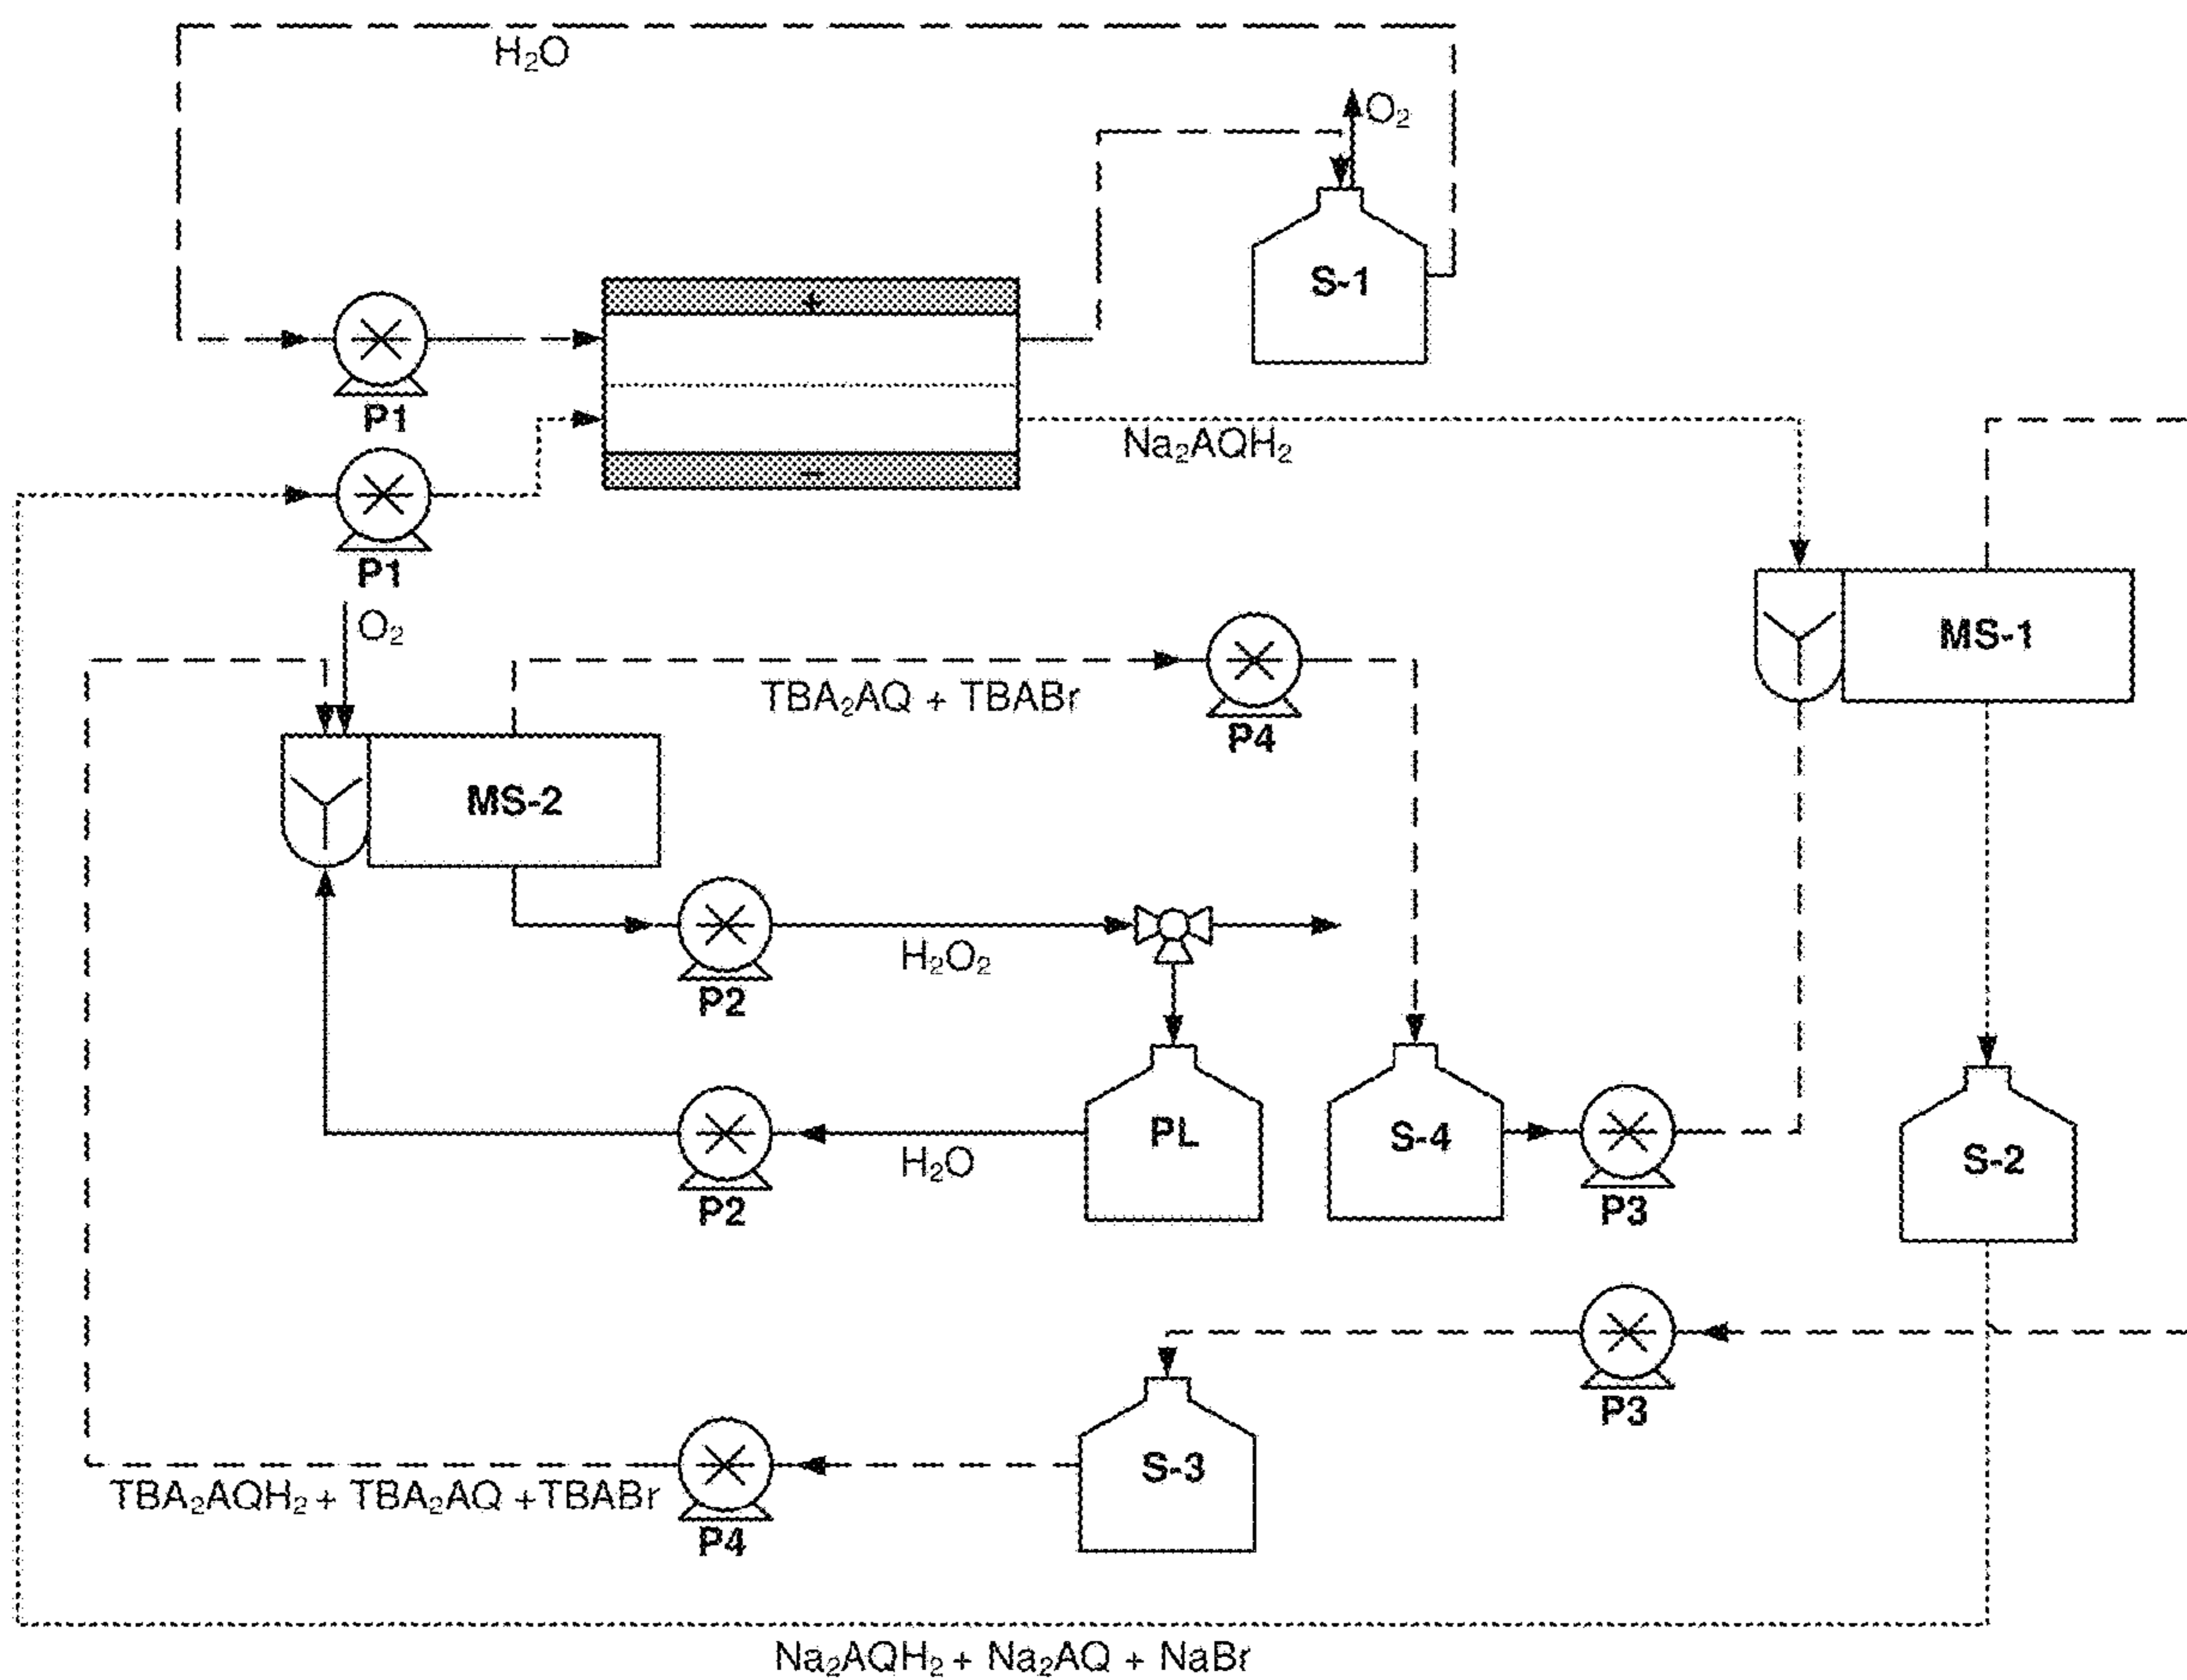 H₂O
O₂
S-1
+
P1
Na₂AQH₂
−
P1
O₂
MS-1
TBA₂AQ + TBABr
P4
MS-2
H₂O₂
P2
PL
S-4
S-2
H₂O
P2
P3
P3
S-3
TBA₂AQH₂ + TBA₂AQ +TBABr
P4
Na₂AQH₂ + Na₂AQ + NaBr